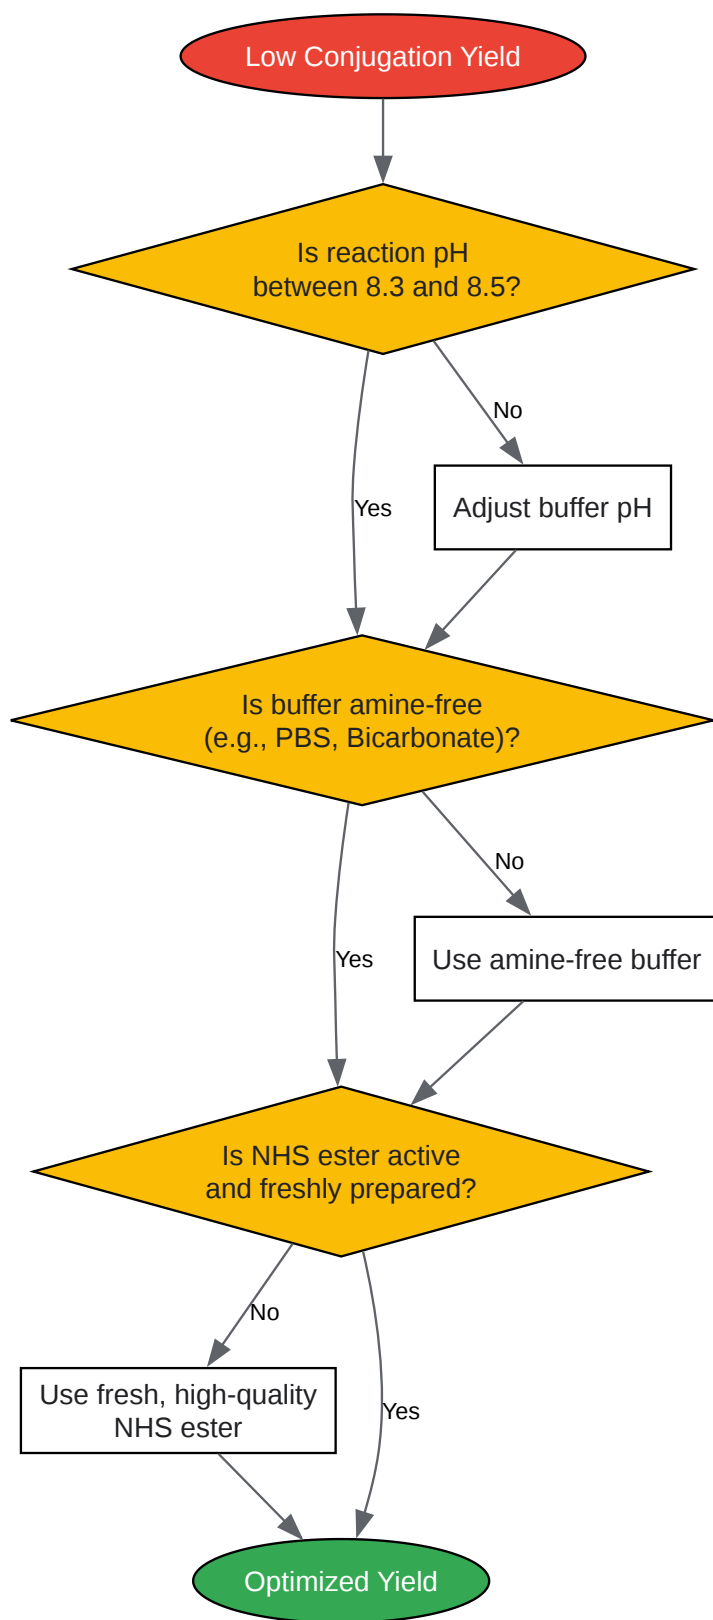 Low Conjugation Yield
Is reaction pH
between 8.3 and 8.5?
No
Yes
Adjust buffer pH
Is buffer amine-free
(e.g., PBS, Bicarbonate)?
No
Yes
Use amine-free buffer
Is NHS ester active
and freshly prepared?
No
Use fresh, high-quality
NHS ester
Yes
Optimized Yield